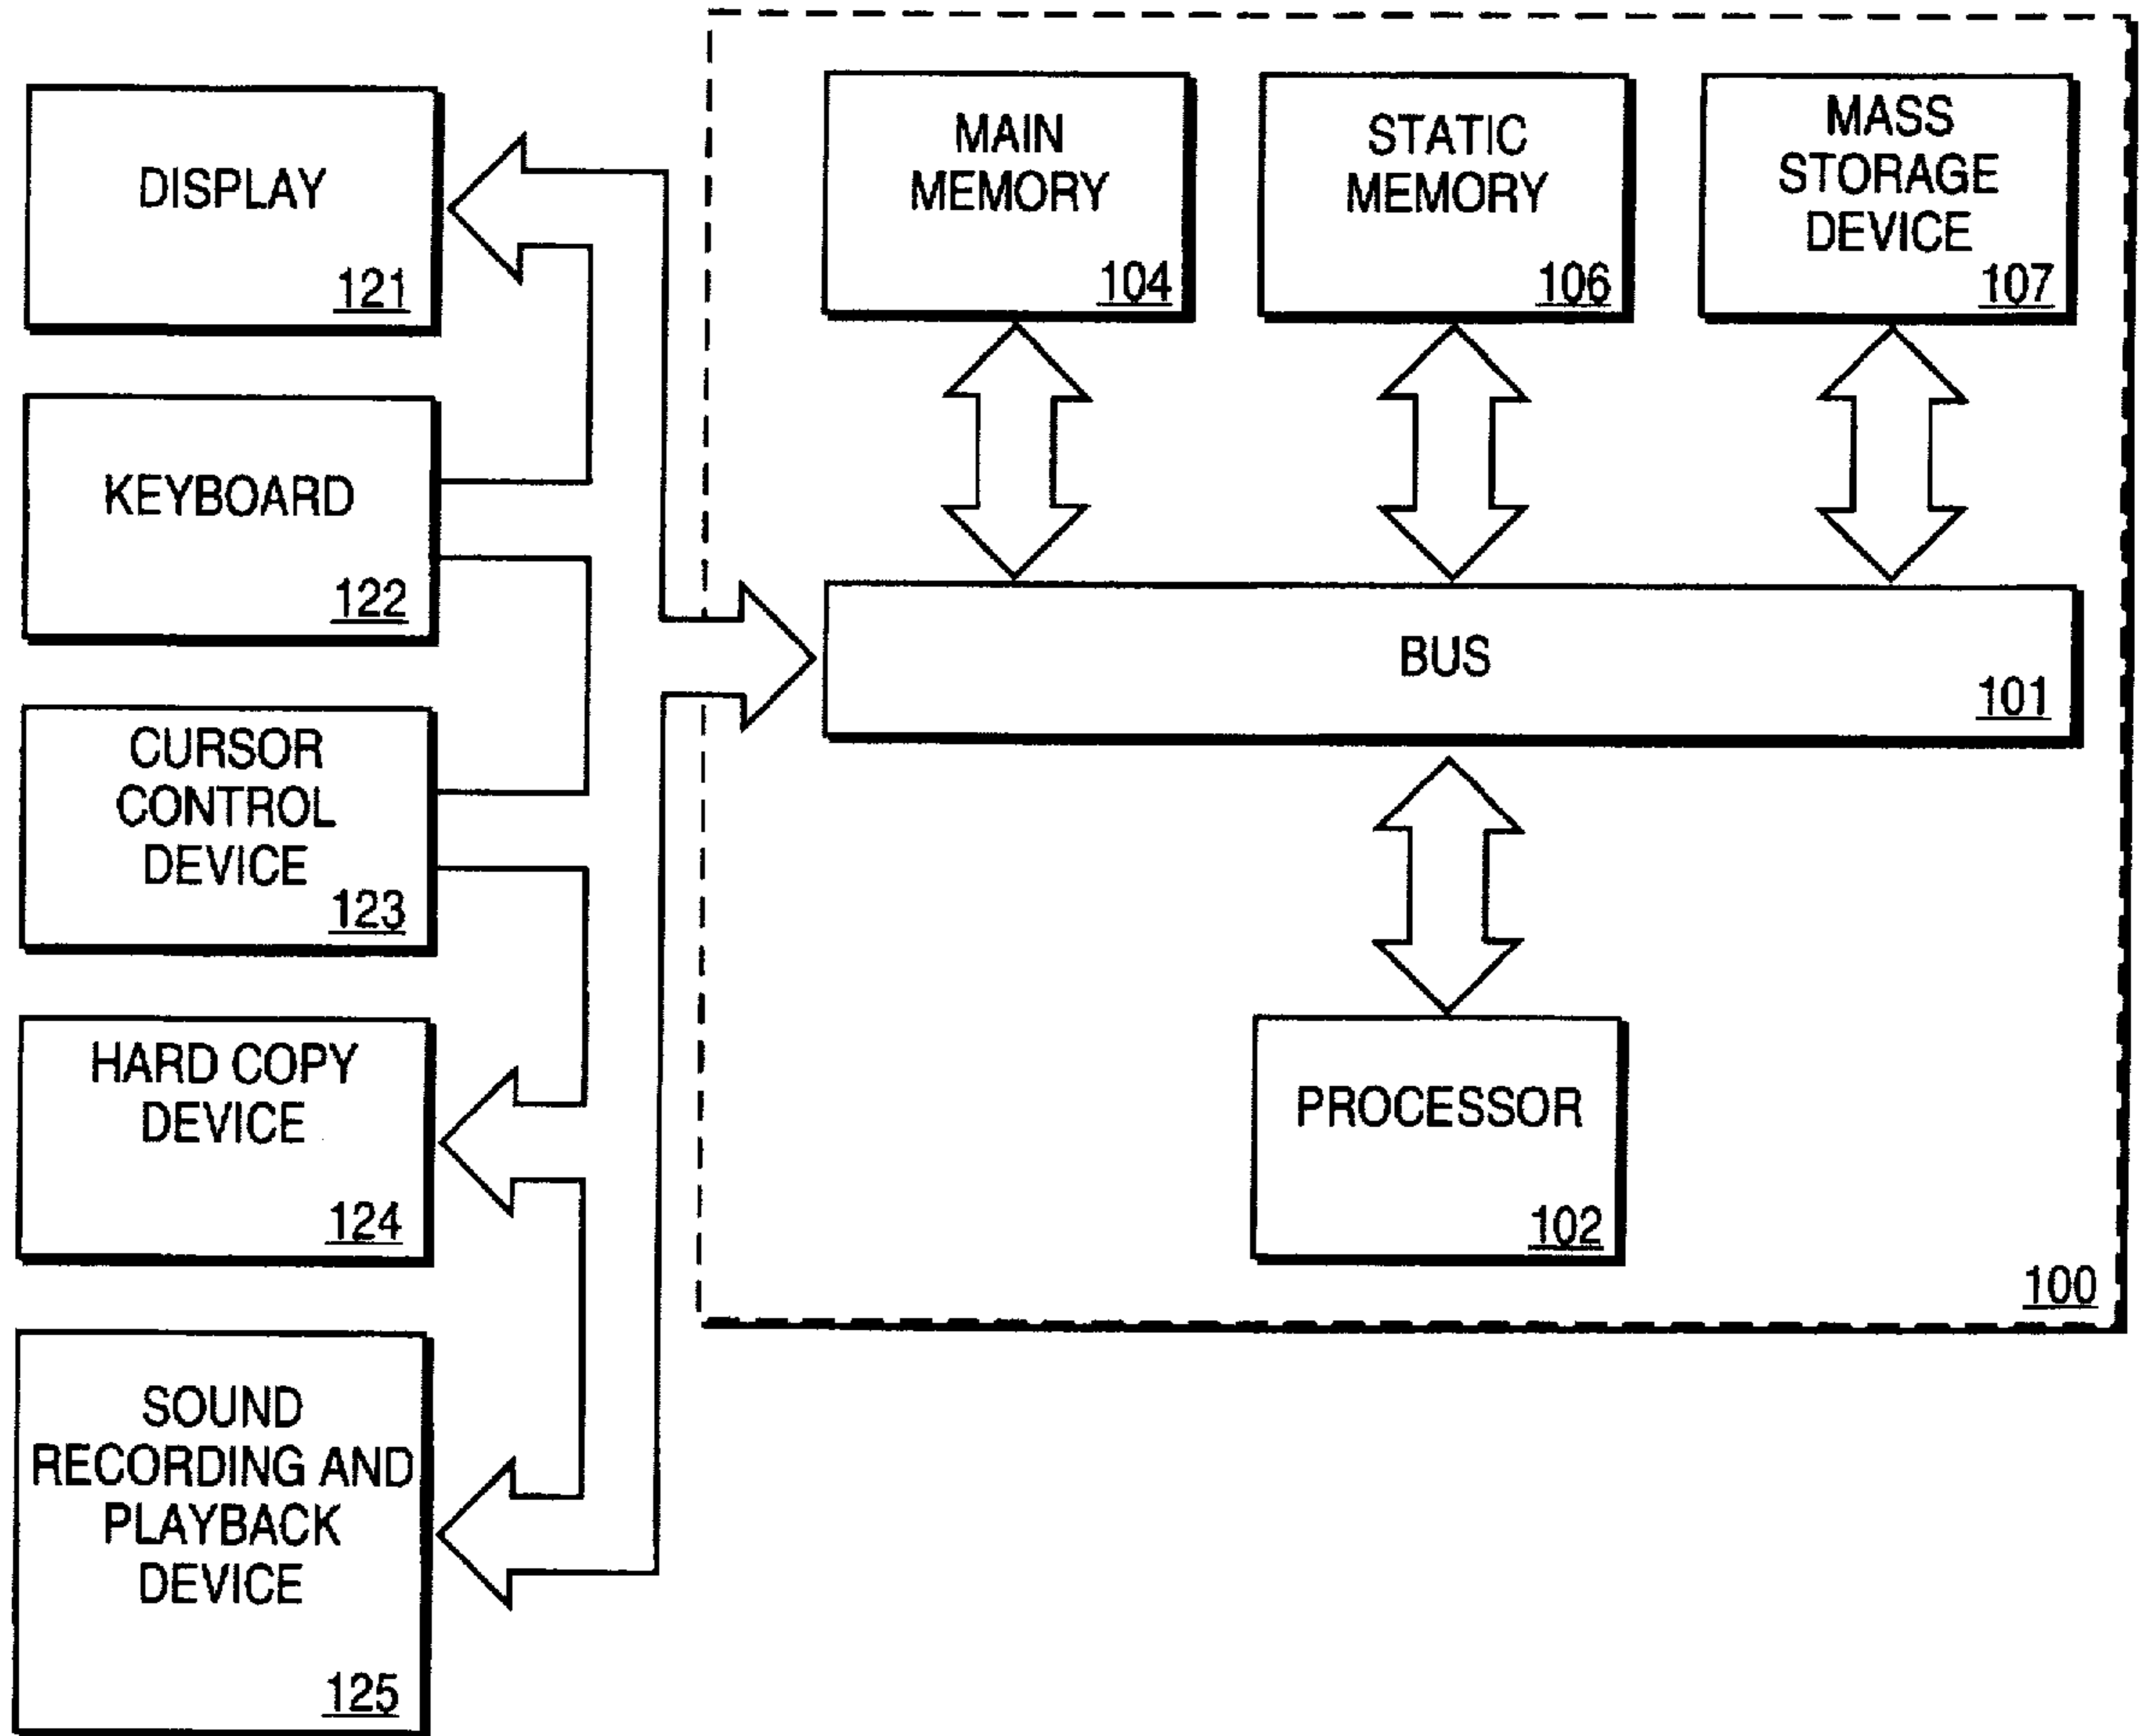 DISPLAY
121
KEYBOARD
122
CURSOR
CONTROL
DEVICE
123
HARD COPY
DEVICE
124
SOUND
RECORDING AND
PLAYBACK
DEVICE
125
MAIN
MEMORY
104
STATIC
MEMORY
106
MASS
STORAGE
DEVICE
107
BUS
101
PROCESSOR
102
100